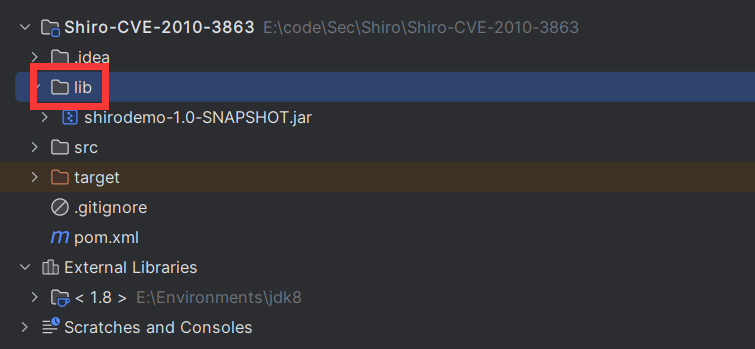 Shiro-CVE-2010-3863 E:\code\Sec\Shiro\Shiro-CVE-2010-3863
.idea
lib
shirodemo-1.0-SNAPSHOT.jar
src
target
.gitignore
m pom.xml
External Libraries
< 1.8 > E:\Environments\jdk8
Scratches and Consoles